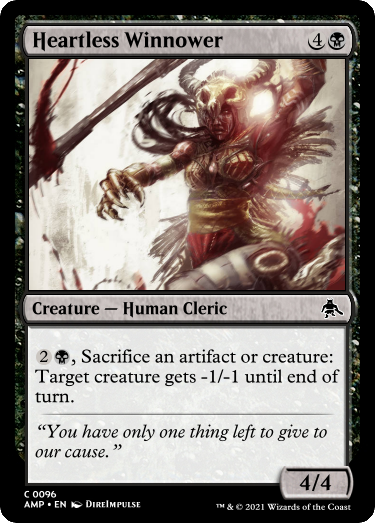 Heartless Winnower 4
Creature — Human Cleric
2, Sacrifice an artifact or creature:
Target creature gets -1/-1 until end of
turn.
“You have only one thing left to give to
our cause.”
4/4
C 0096
AMP • EN DireImpulse
™ & © 2021 Wizards of the Coast